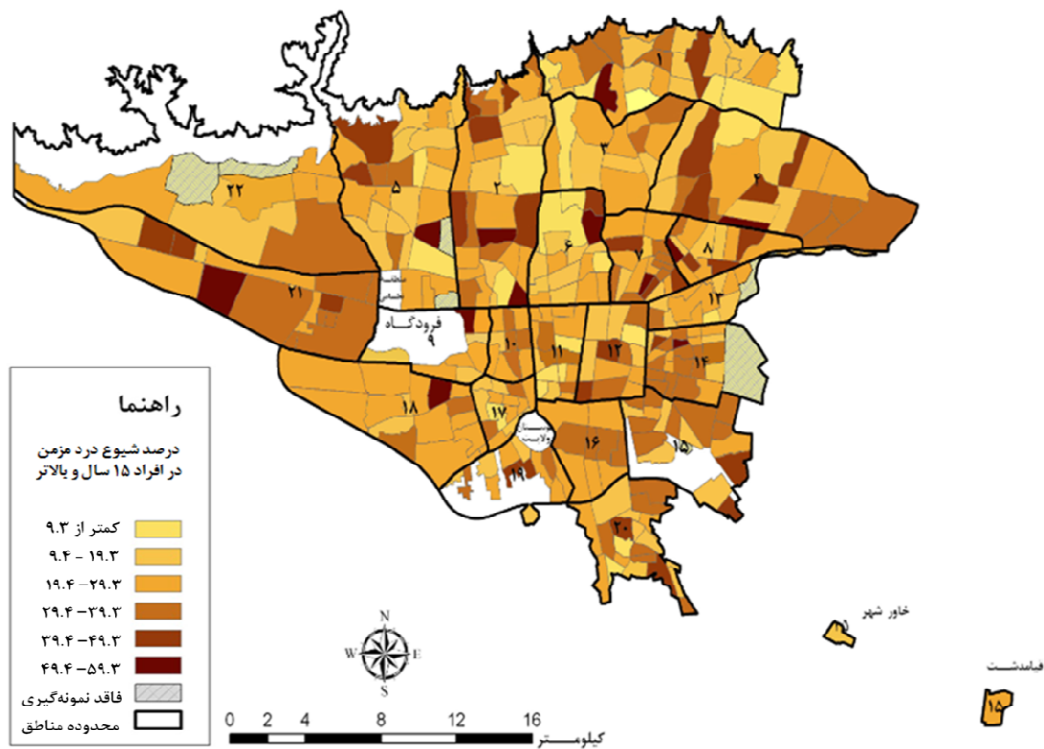 ۱
۳
۴
۲
۵
۲۲
۶
۷
۸
۲۱
۱۳
فرودگاه
۹
۱۰
۱۱
۱۲
۱۴
۱۸
۱۷
بوستان
ولایت
۱۶
۱۵
۱۹
۲۰
راهنما
درصد شیوع درد مزمن
در افراد ۱۵ سال و بالاتر
کمتر از ۹.۳
۹.۴ - ۱۹.۳
۱۹.۴-۲۹.۳
۲۹.۴-۳۹.۳
۳۹.۴-۴۹.۳
۴۹.۴-۵۹.۳
فاقد نمونه‌گیری
محدوده مناطق
N
W E
S
0 2 4 8 12 16
کیلومتر
خاور شهر
قیامدشت
۱۵